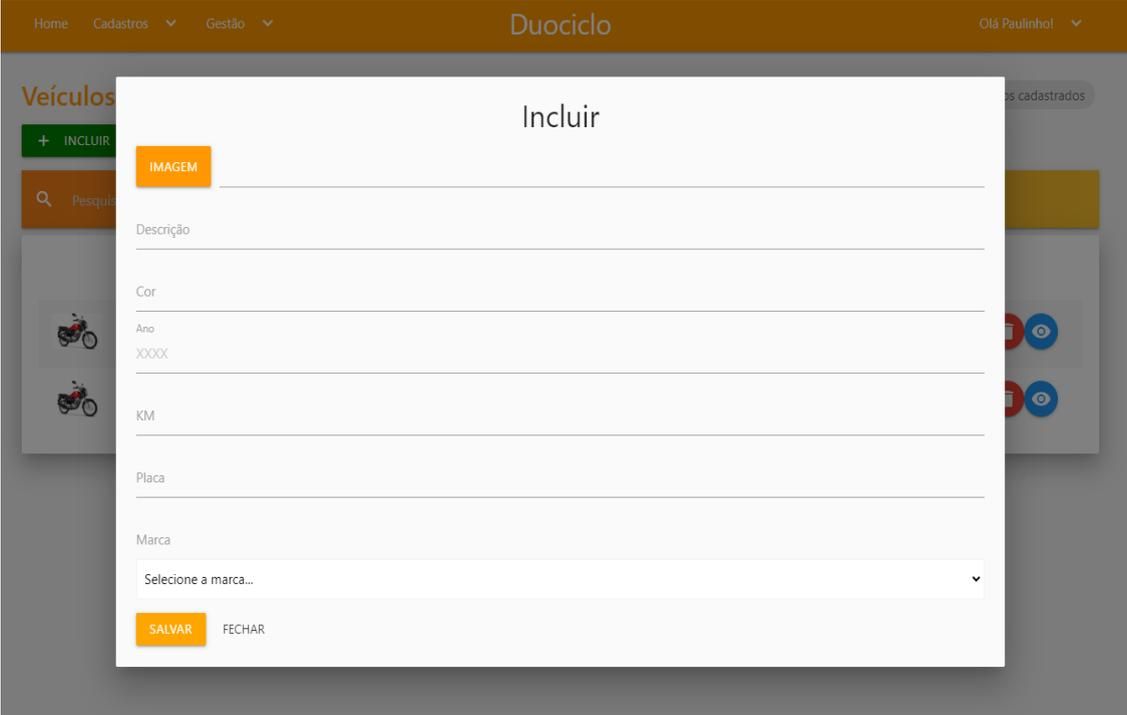 Home Cadastros Gestão Duociclo Olá Paulinho!
Veículos cadastrados
+ INCLUIR
Incluir
IMAGEM
Descrição
Cor
Ano
XXXX
KM
Placa
Marca
Selecione a marca...
SALVAR FECHAR